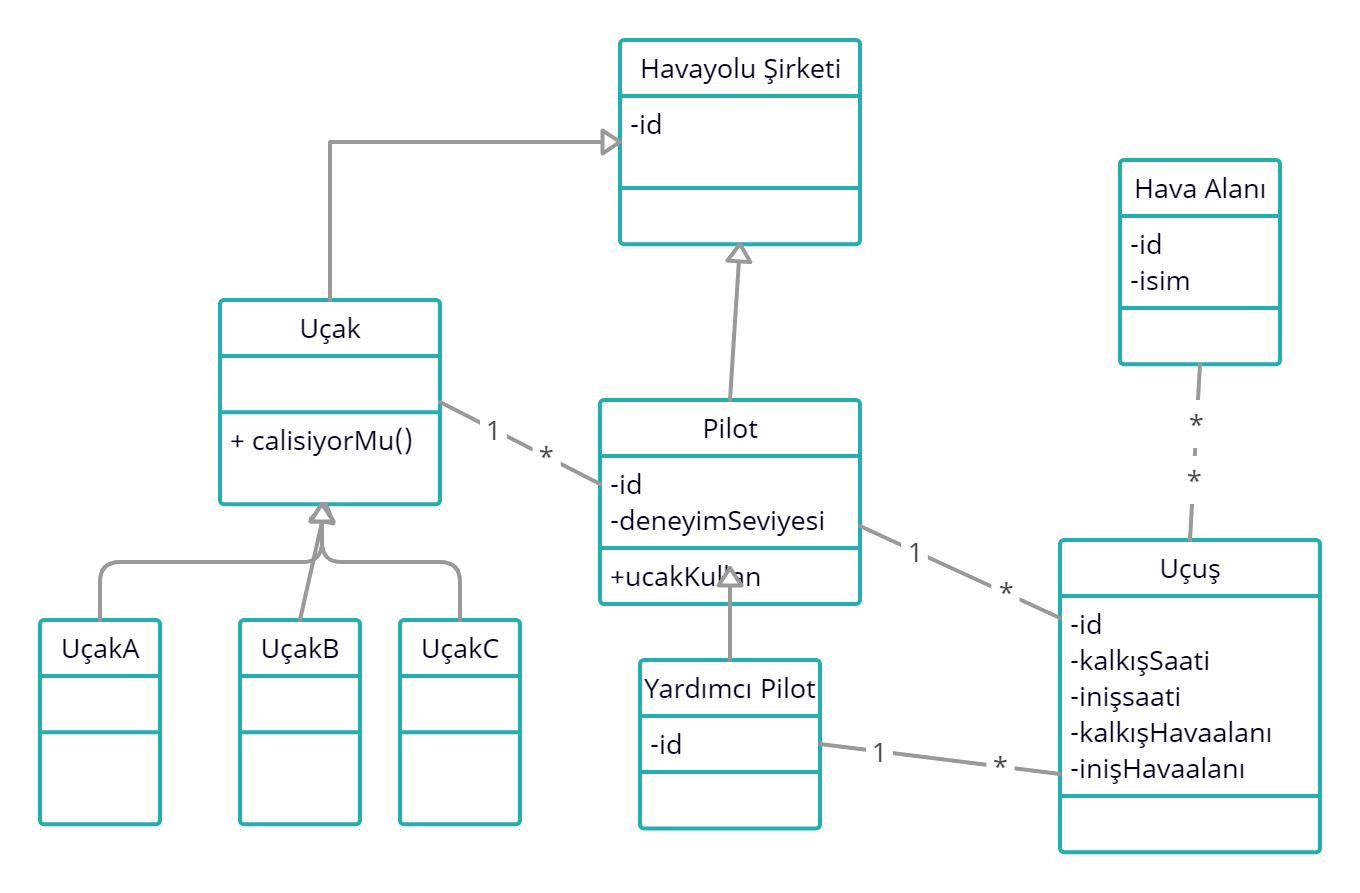 Havayolu Şirketi
-id
Hava Alanı
-id
-isim
Uçak
+ calisiyorMu()
1
*
Pilot
-id
-deneyimSeviyesi
+ucakKullan
1
*
*
*
Uçuş
-id
-kalkışSaati
-inişsaati
-kalkışHavaalanı
-inişHavaalanı
UçakA
UçakB
UçakC
Yardımcı Pilot
-id
1
*